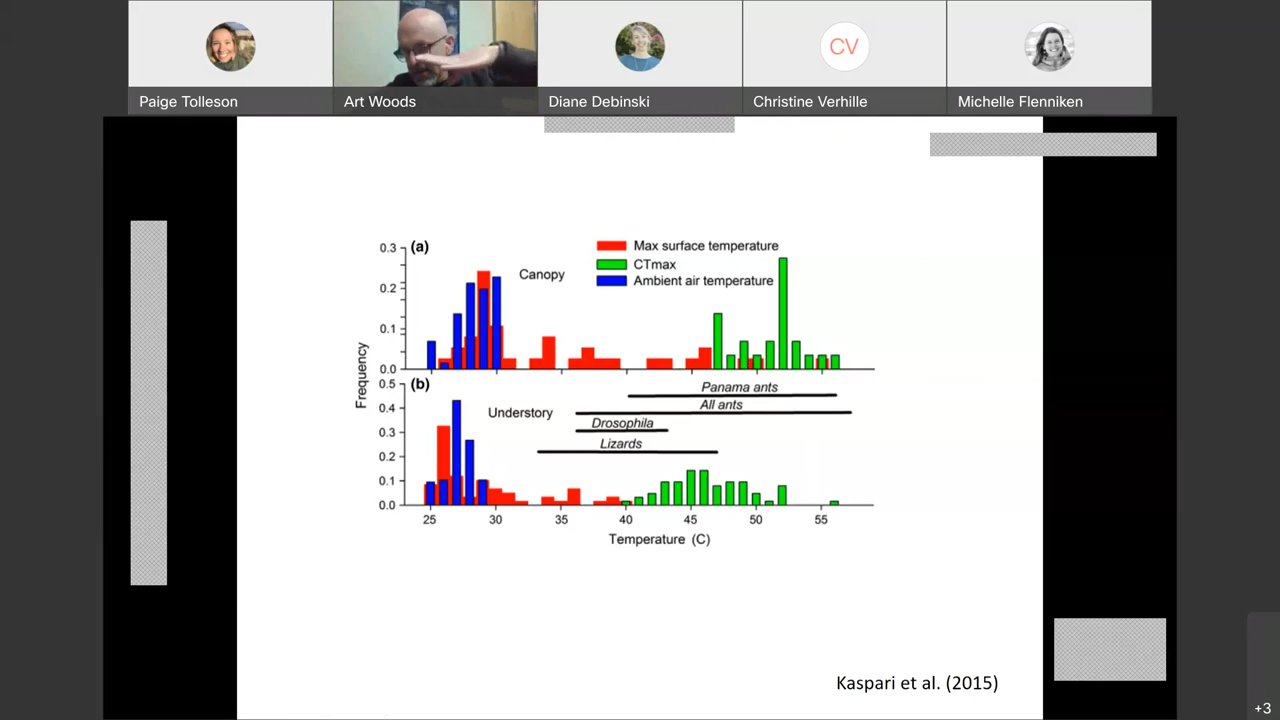 Paige Tolleson
Art Woods
Diane Debinski
CV
Christine Verhille
Michelle Flenniken
(a)
Max surface temperature
CTmax
Ambient air temperature
Canopy
0.3
0.2
0.1
0.0
Frequency
(b)
0.5
0.4
0.3
0.2
0.1
0.0
Understory
Panama ants
All ants
Drosophila
Lizards
25 30 35 40 45 50 55
Temperature (C)
Kaspari et al. (2015)
+3